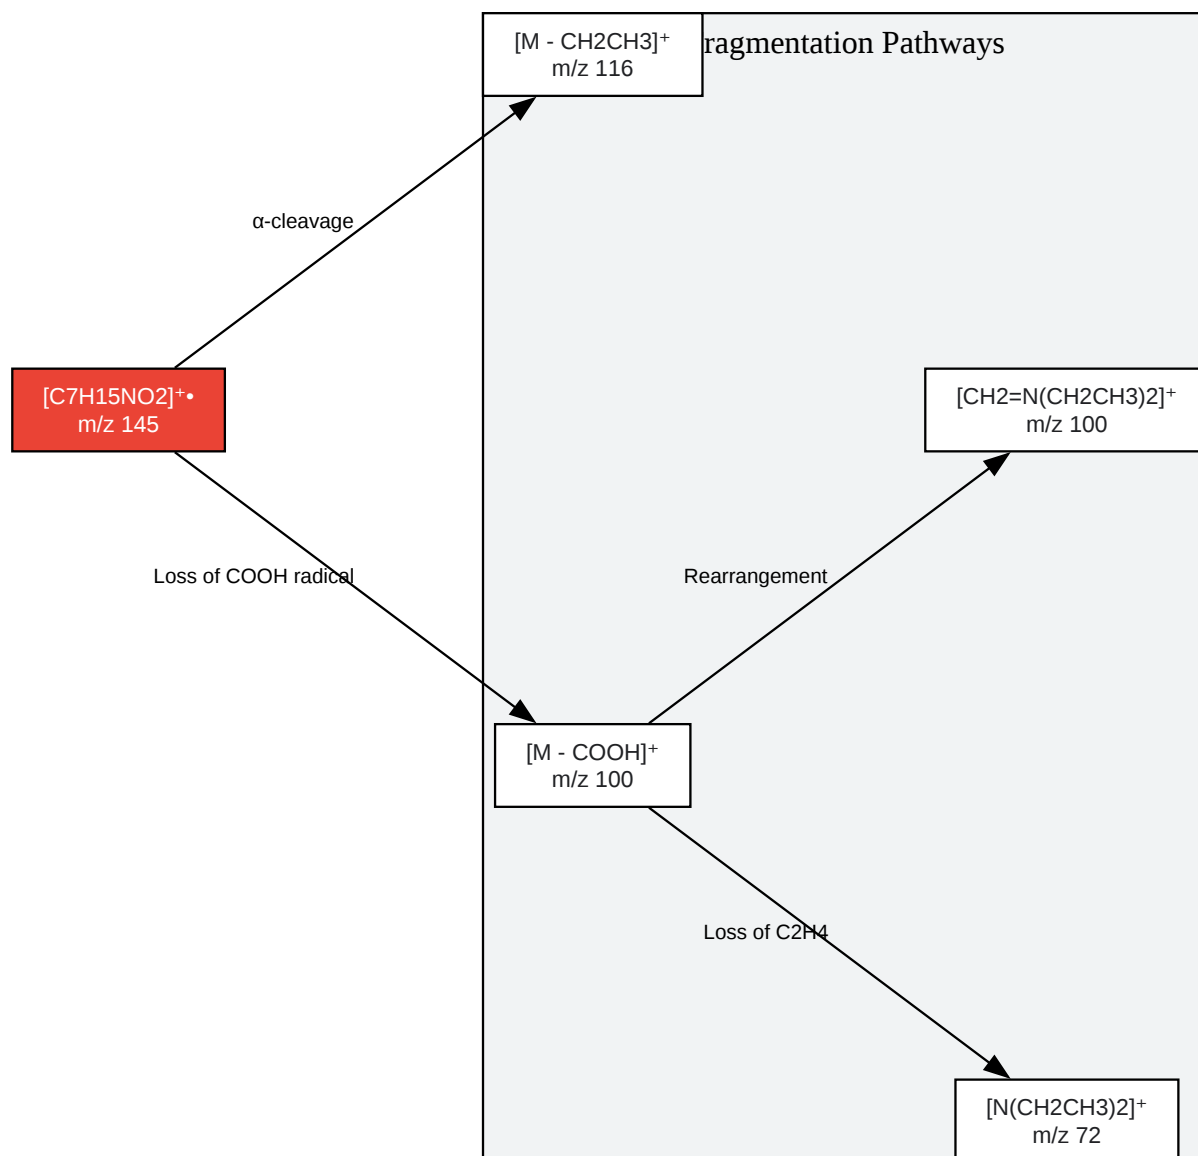 [M - CH2CH3]⁺
m/z 116
ragmentation Pathways
α-cleavage
[C7H15NO2]⁺•
m/z 145
[CH2=N(CH2CH3)2]⁺
m/z 100
Loss of COOH radical
Rearrangement
[M - COOH]⁺
m/z 100
Loss of C2H4
[N(CH2CH3)2]⁺
m/z 72